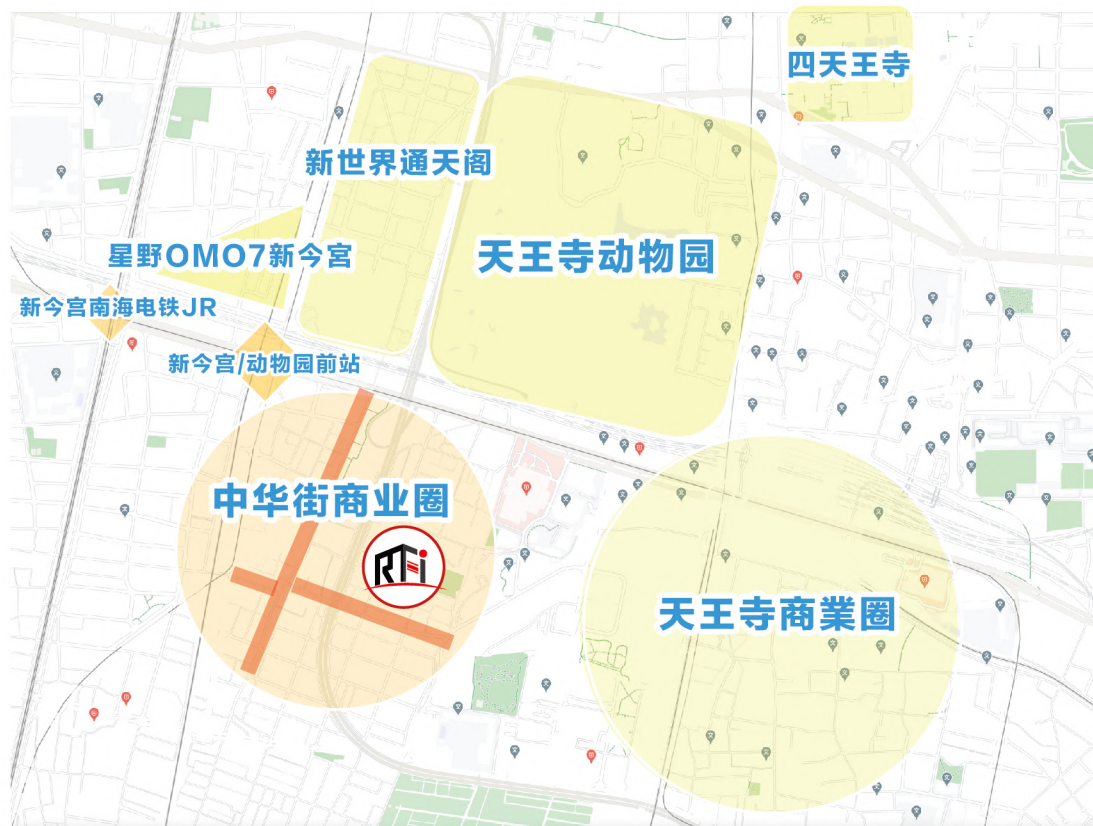 四天王寺
新世界通天阁
天王寺动物园
星野OMO7新今宫
新今宫南海电铁JR
新今宫/动物园前站
中华街商业圈
RTFi
天王寺商業圈